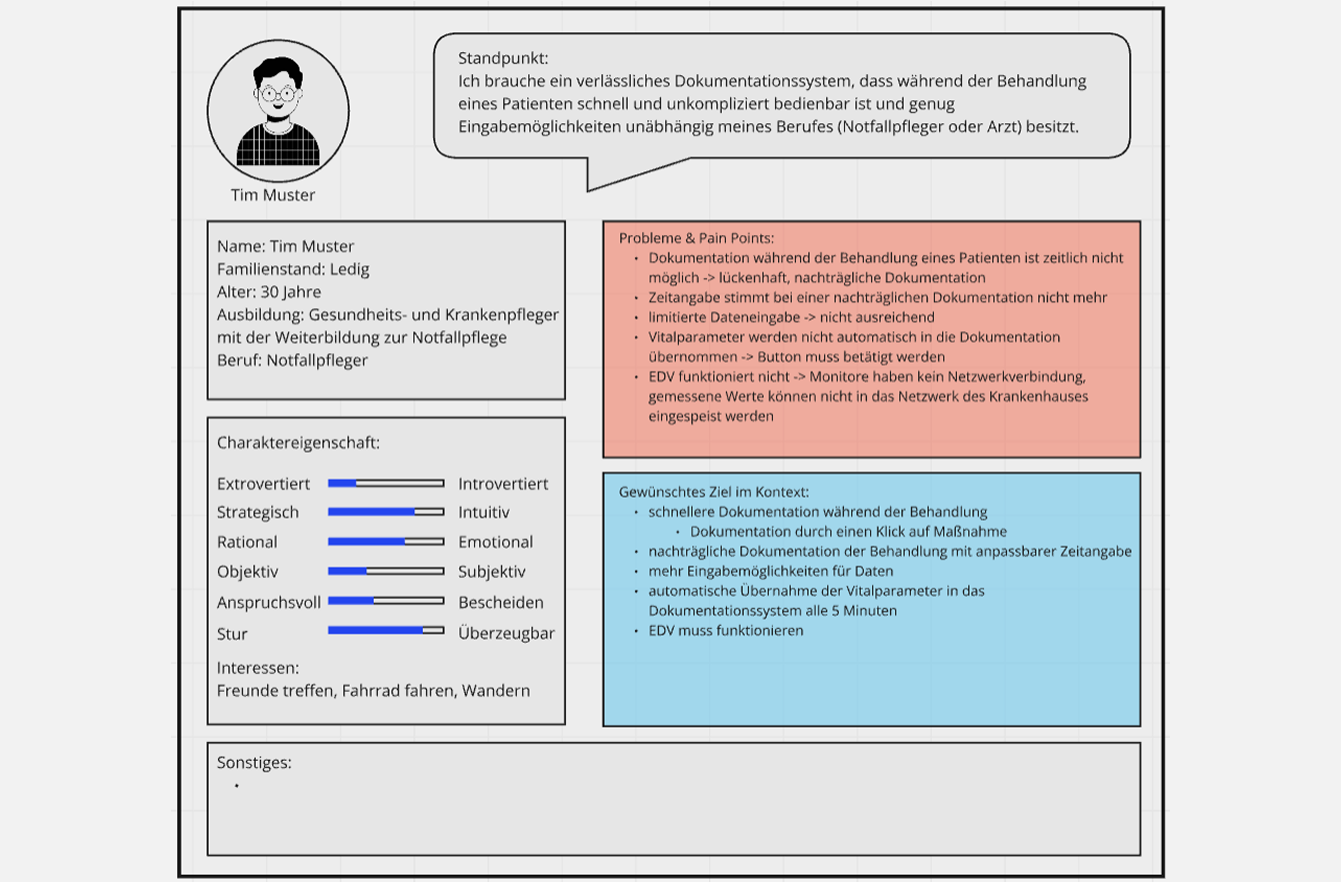 Standpunkt:
Ich brauche ein verlässliches Dokumentationssystem, dass während der Behandlung
eines Patienten schnell und unkompliziert bedienbar ist und genug
Eingabemöglichkeiten unäbhängig meines Berufes (Notfallpfleger oder Arzt) besitzt.
Tim Muster
Name: Tim Muster
Familienstand: Ledig
Alter: 30 Jahre
Ausbildung: Gesundheits- und Krankenpfleger
mit der Weiterbildung zur Notfallpflege
Beruf: Notfallpfleger
Charaktereigenschaft:
Extrovertiert Introvertiert
Strategisch Intuitiv
Rational Emotional
Objektiv Subjektiv
Anspruchsvoll Bescheiden
Stur Überzeugbar
Interessen:
Freunde treffen, Fahrrad fahren, Wandern
Probleme & Pain Points:
• Dokumentation während der Behandlung eines Patienten ist zeitlich nicht
möglich -> lückenhaft, nachträgliche Dokumentation
• Zeitangabe stimmt bei einer nachträglichen Dokumentation nicht mehr
• limitierte Dateneingabe -> nicht ausreichend
• Vitalparameter werden nicht automatisch in die Dokumentation
übernommen -> Button muss betätigt werden
• EDV funktioniert nicht -> Monitore haben kein Netzwerkverbindung,
gemessene Werte können nicht in das Netzwerk des Krankenhauses
eingespeist werden
Gewünschtes Ziel im Kontext:
• schnellere Dokumentation während der Behandlung
• Dokumentation durch einen Klick auf Maßnahme
• nachträgliche Dokumentation der Behandlung mit anpassbarer Zeitangabe
• mehr Eingabemöglichkeiten für Daten
• automatische Übernahme der Vitalparameter in das
Dokumentationssystem alle 5 Minuten
• EDV muss funktionieren
Sonstiges:
•